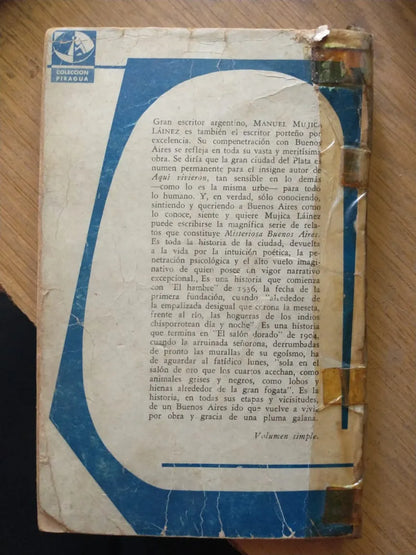 COLECCION
PIRAGUA
Gran escritor argentino, MANUEL MUJICA
LÁINEZ es también el escritor porteño por
excelencia. Su compenetración con Buenos
Aires se refleja en toda su vasta y meritísima
obra. Se diría que la gran ciudad del Plata es
numen permanente para el insigne autor de
Aquí vivieron, tan sensible en lo demás
—como lo es la misma urbe— para todo
lo humano. Y, en verdad, sólo conociendo,
sintiendo y queriendo a Buenos Aires como
lo conoce, siente y quiere Mujica Láinez
puede escribirse la magnífica serie de rela-
tos que constituye Misteriosa Buenos Aires.
Es toda la historia de la ciudad, devuelta
a la vida por la intuición poética, la pe-
netración psicológica y el alto vuelo imagi-
nativo de quien posee un vigor narrativo
excepcional. Es una historia que comienza
con "El hambre" de 1536, la fecha de la
primera fundación, cuando "alrededor de
la empalizada desigual que corona la meseta,
frente al río, las hogueras de los indios
chisporrotean día y noche". Es una historia
que termina en "El salón dorado" de 1904,
cuando la arruinada señorona, derrumbadas
de pronto las murallas de su egoísmo, ha
de aguardar al fatídico lunes, "sola en el
salón de oro que los cuartos acechan, como
animales grises y negros, como lobos y
hienas alrededor de la gran fogata". Es la
historia, en todas sus etapas y vicisitudes,
de un Buenos Aires ido que vuelve a vivir
por obra y gracia de una pluma galana.
Volumen simple.